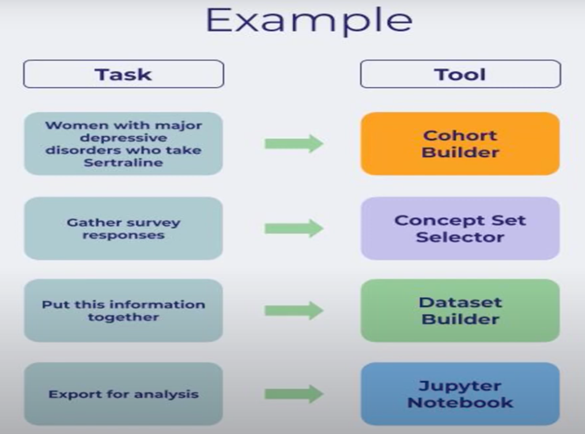 Example
Task
Tool
Women with major
depressive
disorders who take
Sertraline
Cohort
Builder
Gather survey
responses
Concept Set
Selector
Put this information
together
Dataset
Builder
Export for analysis
Jupyter
Notebook